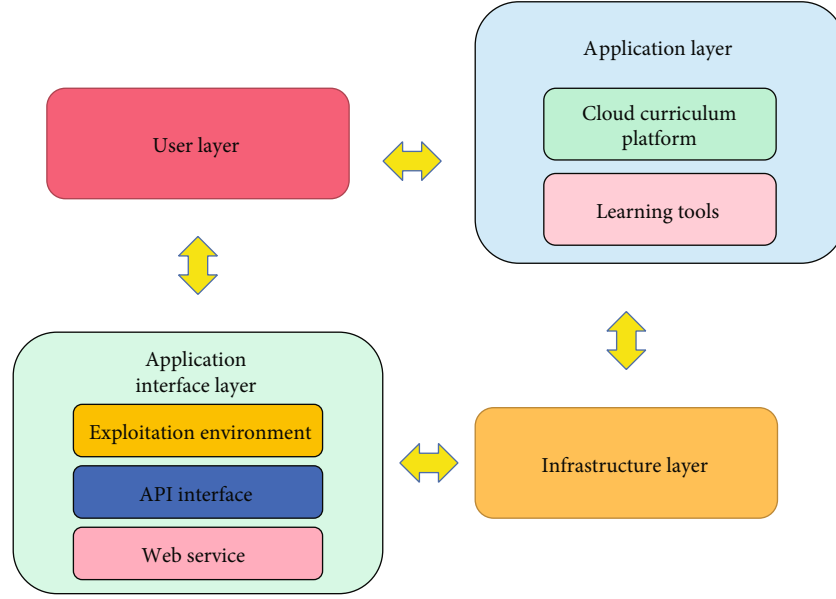 User layer
Application layer
Cloud curriculum
platform
Learning tools
Application
interface layer
Exploitation environment
API interface
Web service
Infrastructure layer